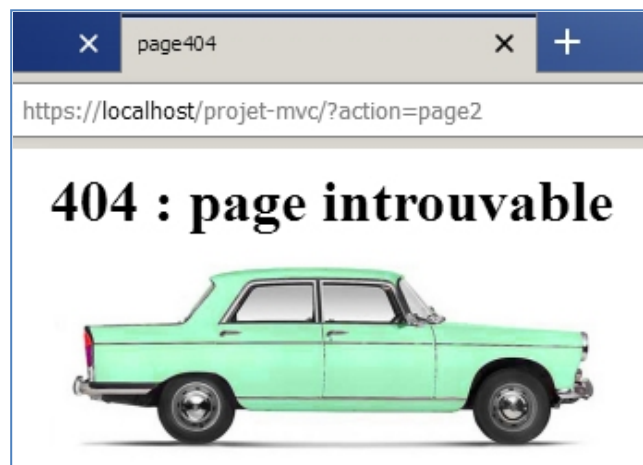 page404
https://localhost/projet-mvc/?action=page2
404 : page introuvable